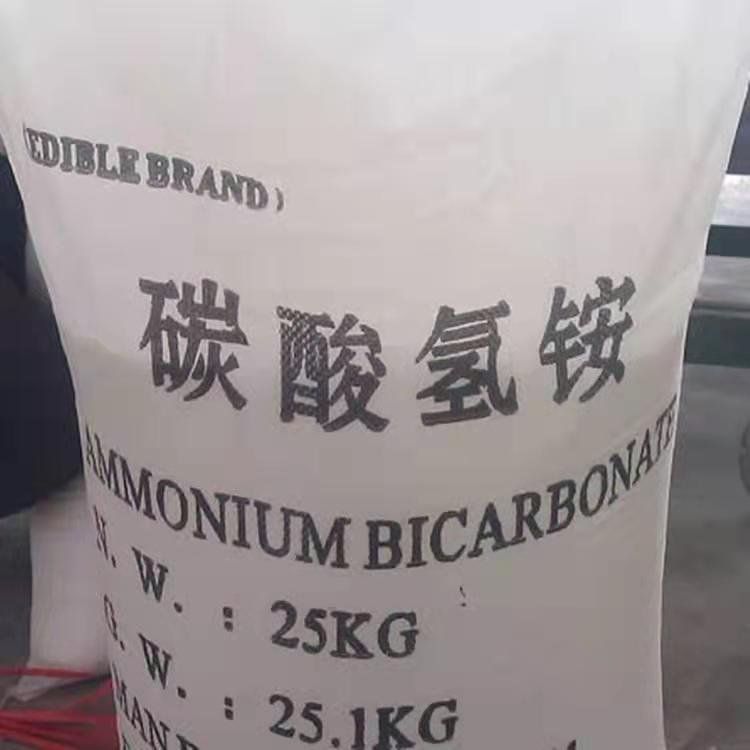 (EDIBLE BRAND)
碳酸氢铵
AMMONIUM BICARBONATE
N. W. : 25KG
G. W. : 25.1KG